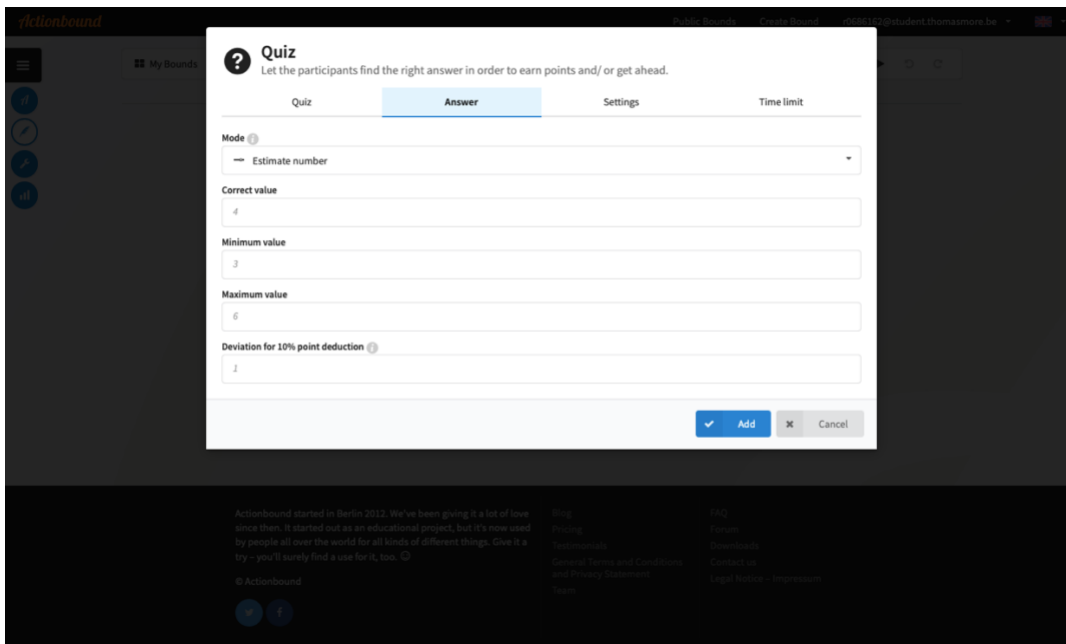 Actionbound
Public Bounds Create Bound r0686162@student.thomasmore.be
My Bounds
Quiz
Let the participants find the right answer in order to earn points and/ or get ahead.
Quiz Answer Settings Time limit
Mode
Estimate number
Correct value
4
Minimum value
3
Maximum value
6
Deviation for 10% point deduction
1
Add Cancel
Actionbound started in Berlin 2012. We've been giving it a lot of love
since then. It started out as an educational project, but it's now used
by people all over the world for all kinds of different things. Give it a
try – you'll surely find a use for it, too.
© Actionbound
Blog
Pricing
Testimonials
General Terms and Conditions
and Privacy Statement
Team
FAQ
Forum
Downloads
Contact us
Legal Notice – Impressum